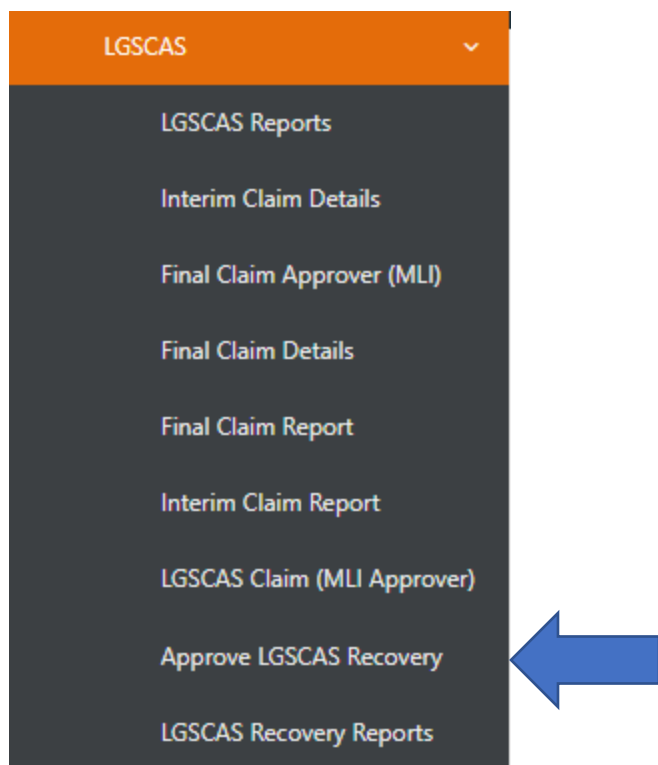 LGSCAS
LGSCAS Reports
Interim Claim Details
Final Claim Approver (MLI)
Final Claim Details
Final Claim Report
Interim Claim Report
LGSCAS Claim (MLI Approver)
Approve LGSCAS Recovery
LGSCAS Recovery Reports